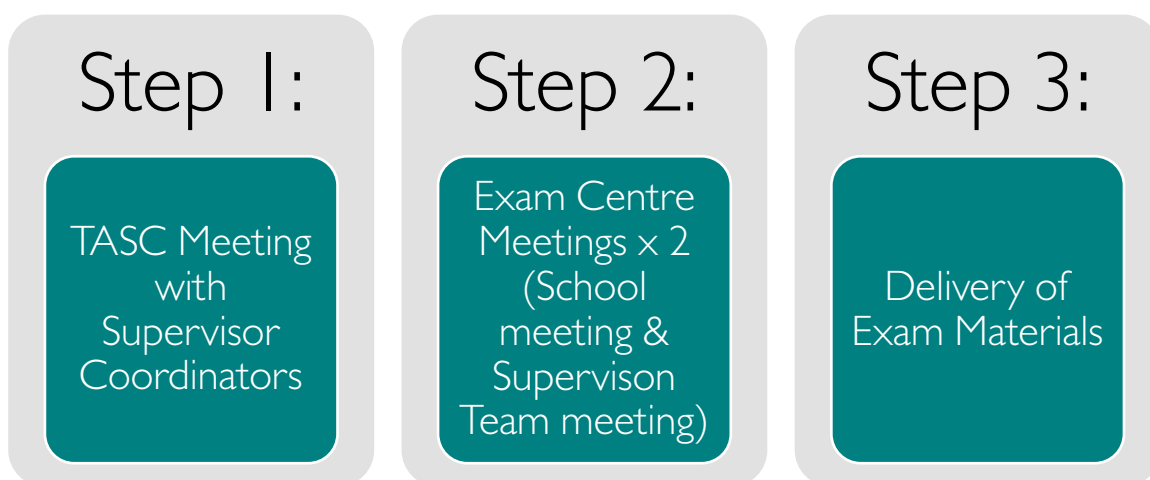 Step 1:
TASC Meeting
with
Supervisor
Coordinators
Step 2:
Exam Centre
Meetings x 2
(School
meeting &
Supervison
Team meeting)
Step 3:
Delivery of
Exam Materials